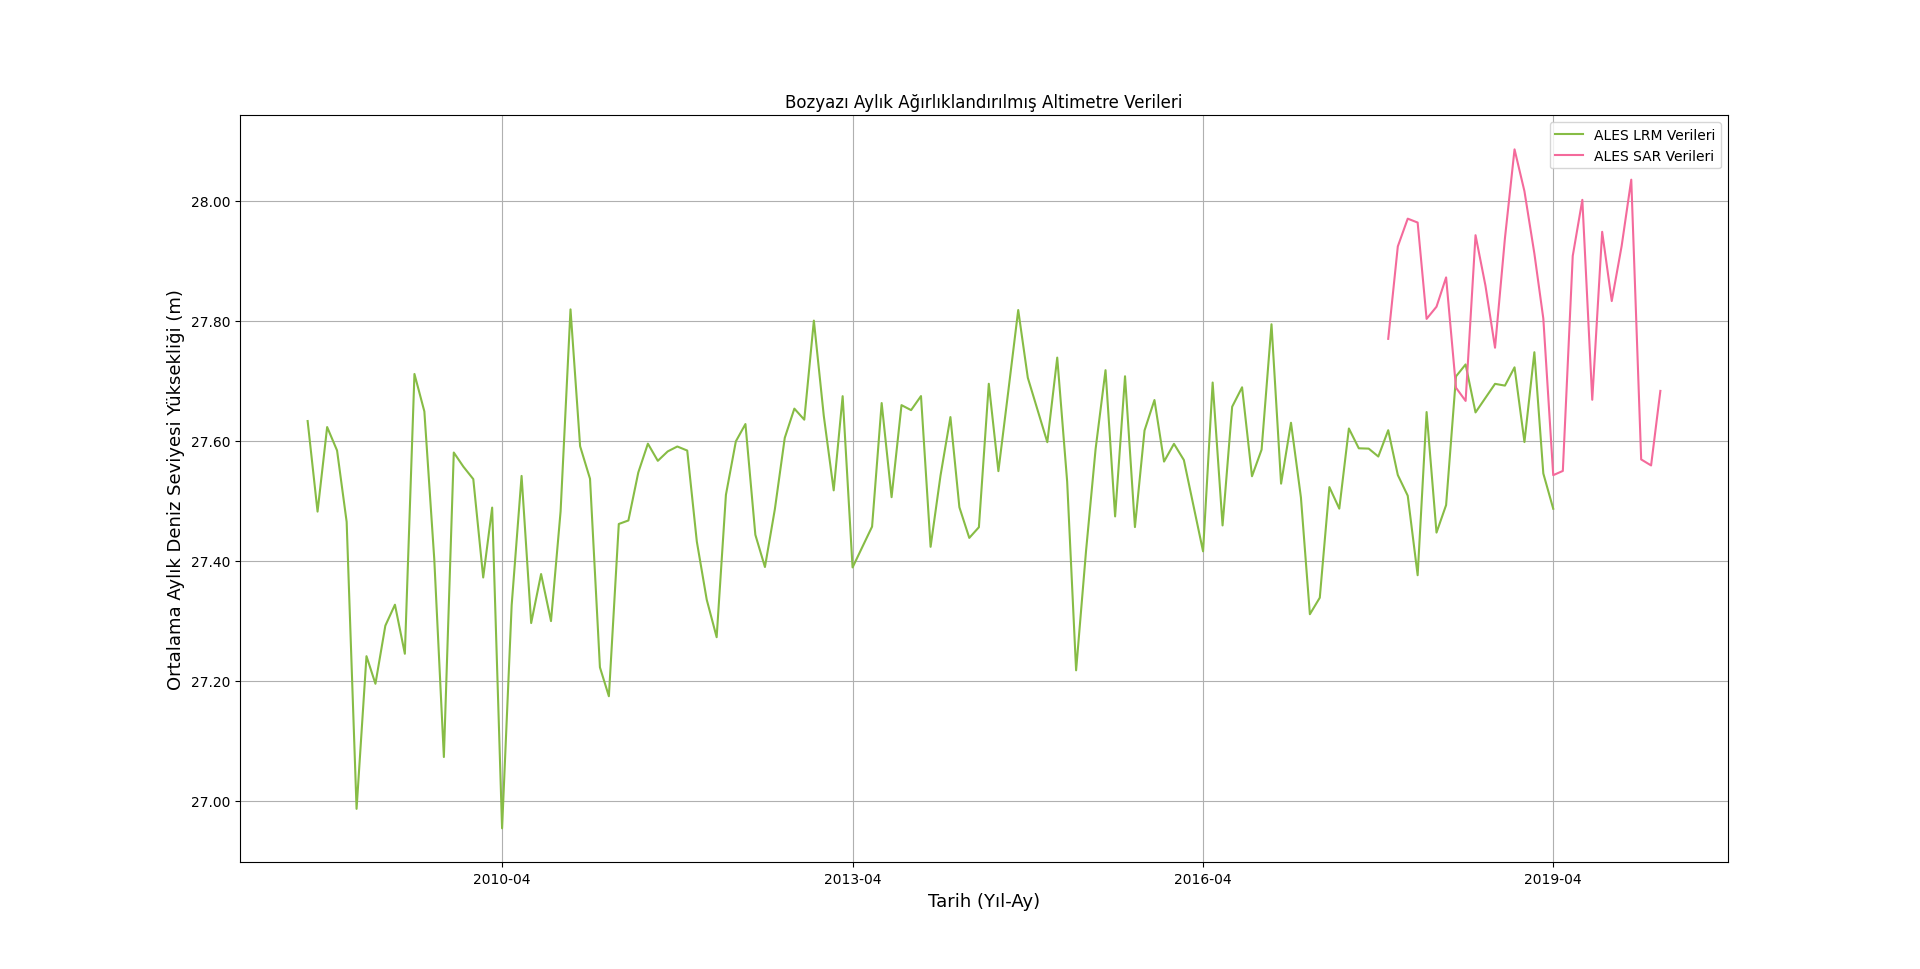 Bozyazı Aylık Ağırlıklandırılmış Altimetre Verileri
ALES LRM Verileri
ALES SAR Verileri
Ortalama Aylık Deniz Seviyesi Yüksekliği (m)
28.00
27.80
27.60
27.40
27.20
27.00
2010-04
2013-04
2016-04
2019-04
Tarih (Yıl-Ay)